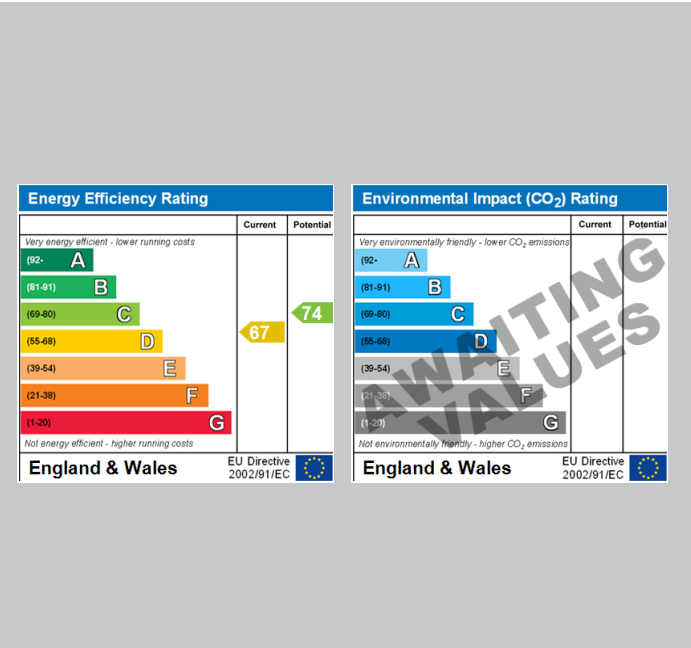 Energy Efficiency Rating
Current Potential
Very energy efficient - lower running costs
(92- A
(81-91) B
(69-80) C
(55-68) D
(39-54) E
(21-38) F
(1-20) G
67
74
Not energy efficient - higher running costs
England & Wales
EU Directive
2002/91/EC
Environmental Impact (CO2) Rating
Current Potential
Very environmentally friendly - lower CO2 emissions
(92- A
(81-91) B
(69-80) C
(55-68) D
(39-54) E
(21-38) F
(1-20) G
AWAITING
VALUES
Not environmentally friendly - higher CO2 emissions
England & Wales
EU Directive
2002/91/EC